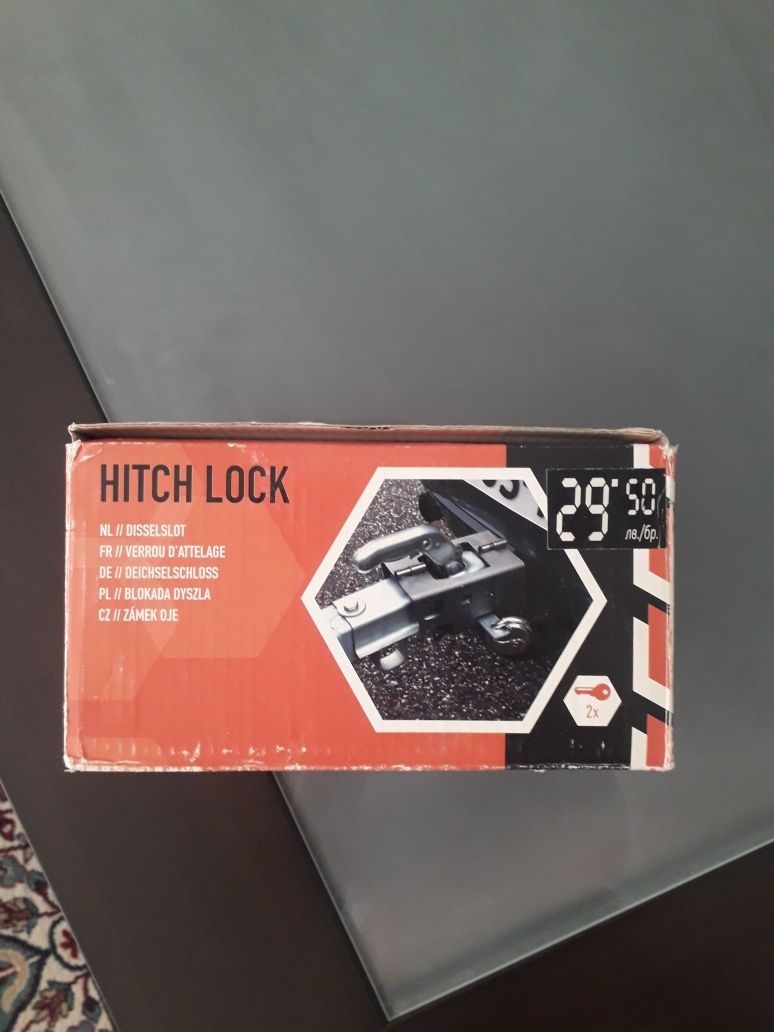 HITCH LOCK
NL // DISSELSLOT
FR // VERROU D'ATTELAGE
DE // DEICHSELSCHLOSS
PL // BLOKADA DYSZLA
CZ // ZÁMEK OJE
29.50
лв./бр.
2x